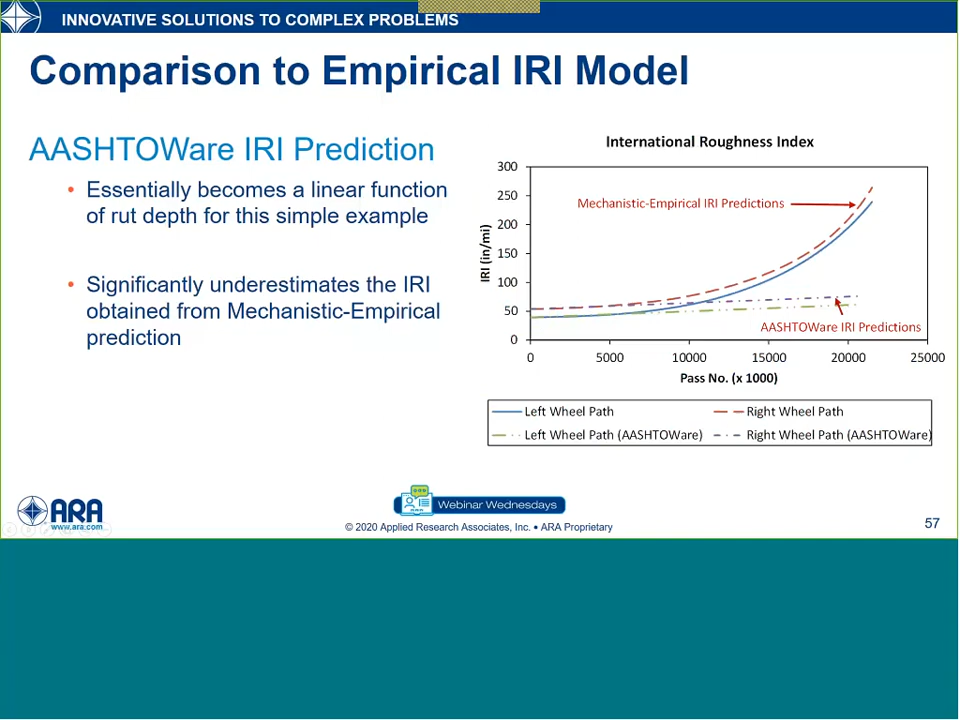 INNOVATIVE SOLUTIONS TO COMPLEX PROBLEMS
Comparison to Empirical IRI Model
AASHTOWare IRI Prediction
• Essentially becomes a linear function
of rut depth for this simple example
• Significantly underestimates the IRI
obtained from Mechanistic-Empirical
prediction
International Roughness Index
300
250
200
150
100
50
0
IRI (in/mi)
Mechanistic-Empirical IRI Predictions
AASHTOWare IRI Predictions
0 5000 10000 15000 20000 25000
Pass No. (x 1000)
Left Wheel Path Right Wheel Path
Left Wheel Path (AASHTOWare) Right Wheel Path (AASHTOWare)
ARA
www.ara.com
Webinar Wednesdays
© 2020 Applied Research Associates, Inc. • ARA Proprietary
57